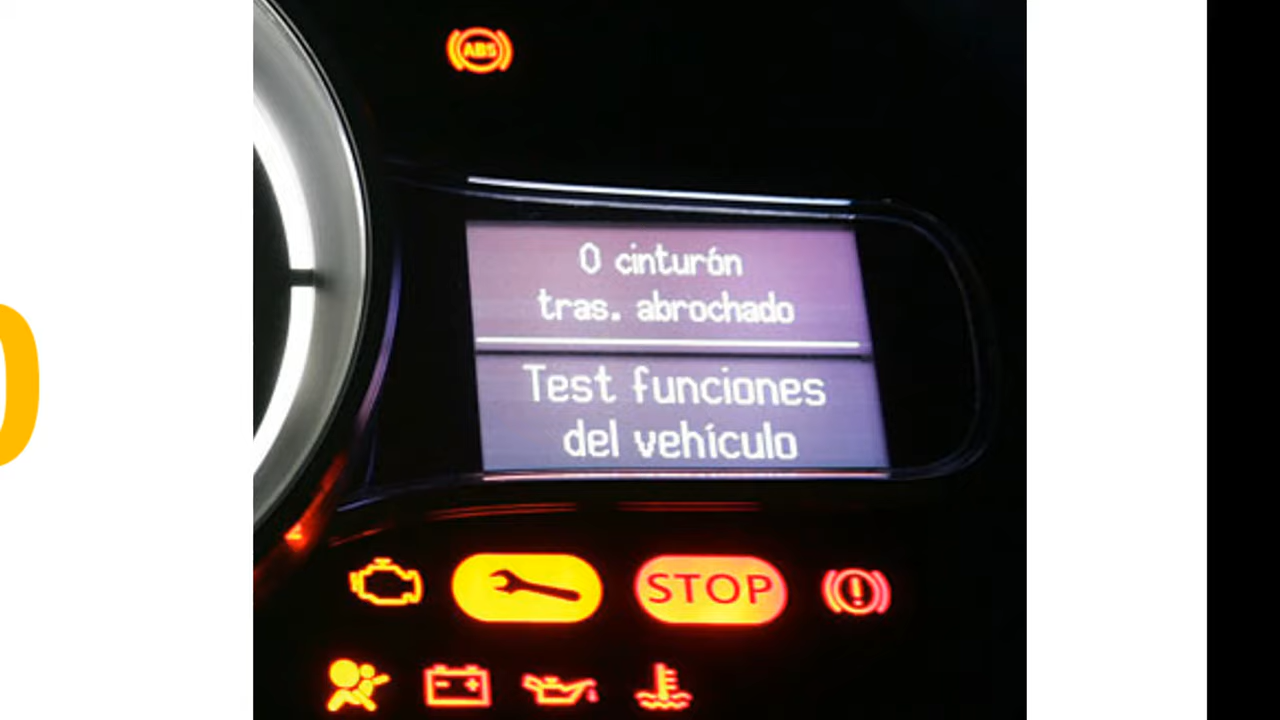 ABS
0 cinturón
tras. abrochado
Test funciones
del vehículo
STOP